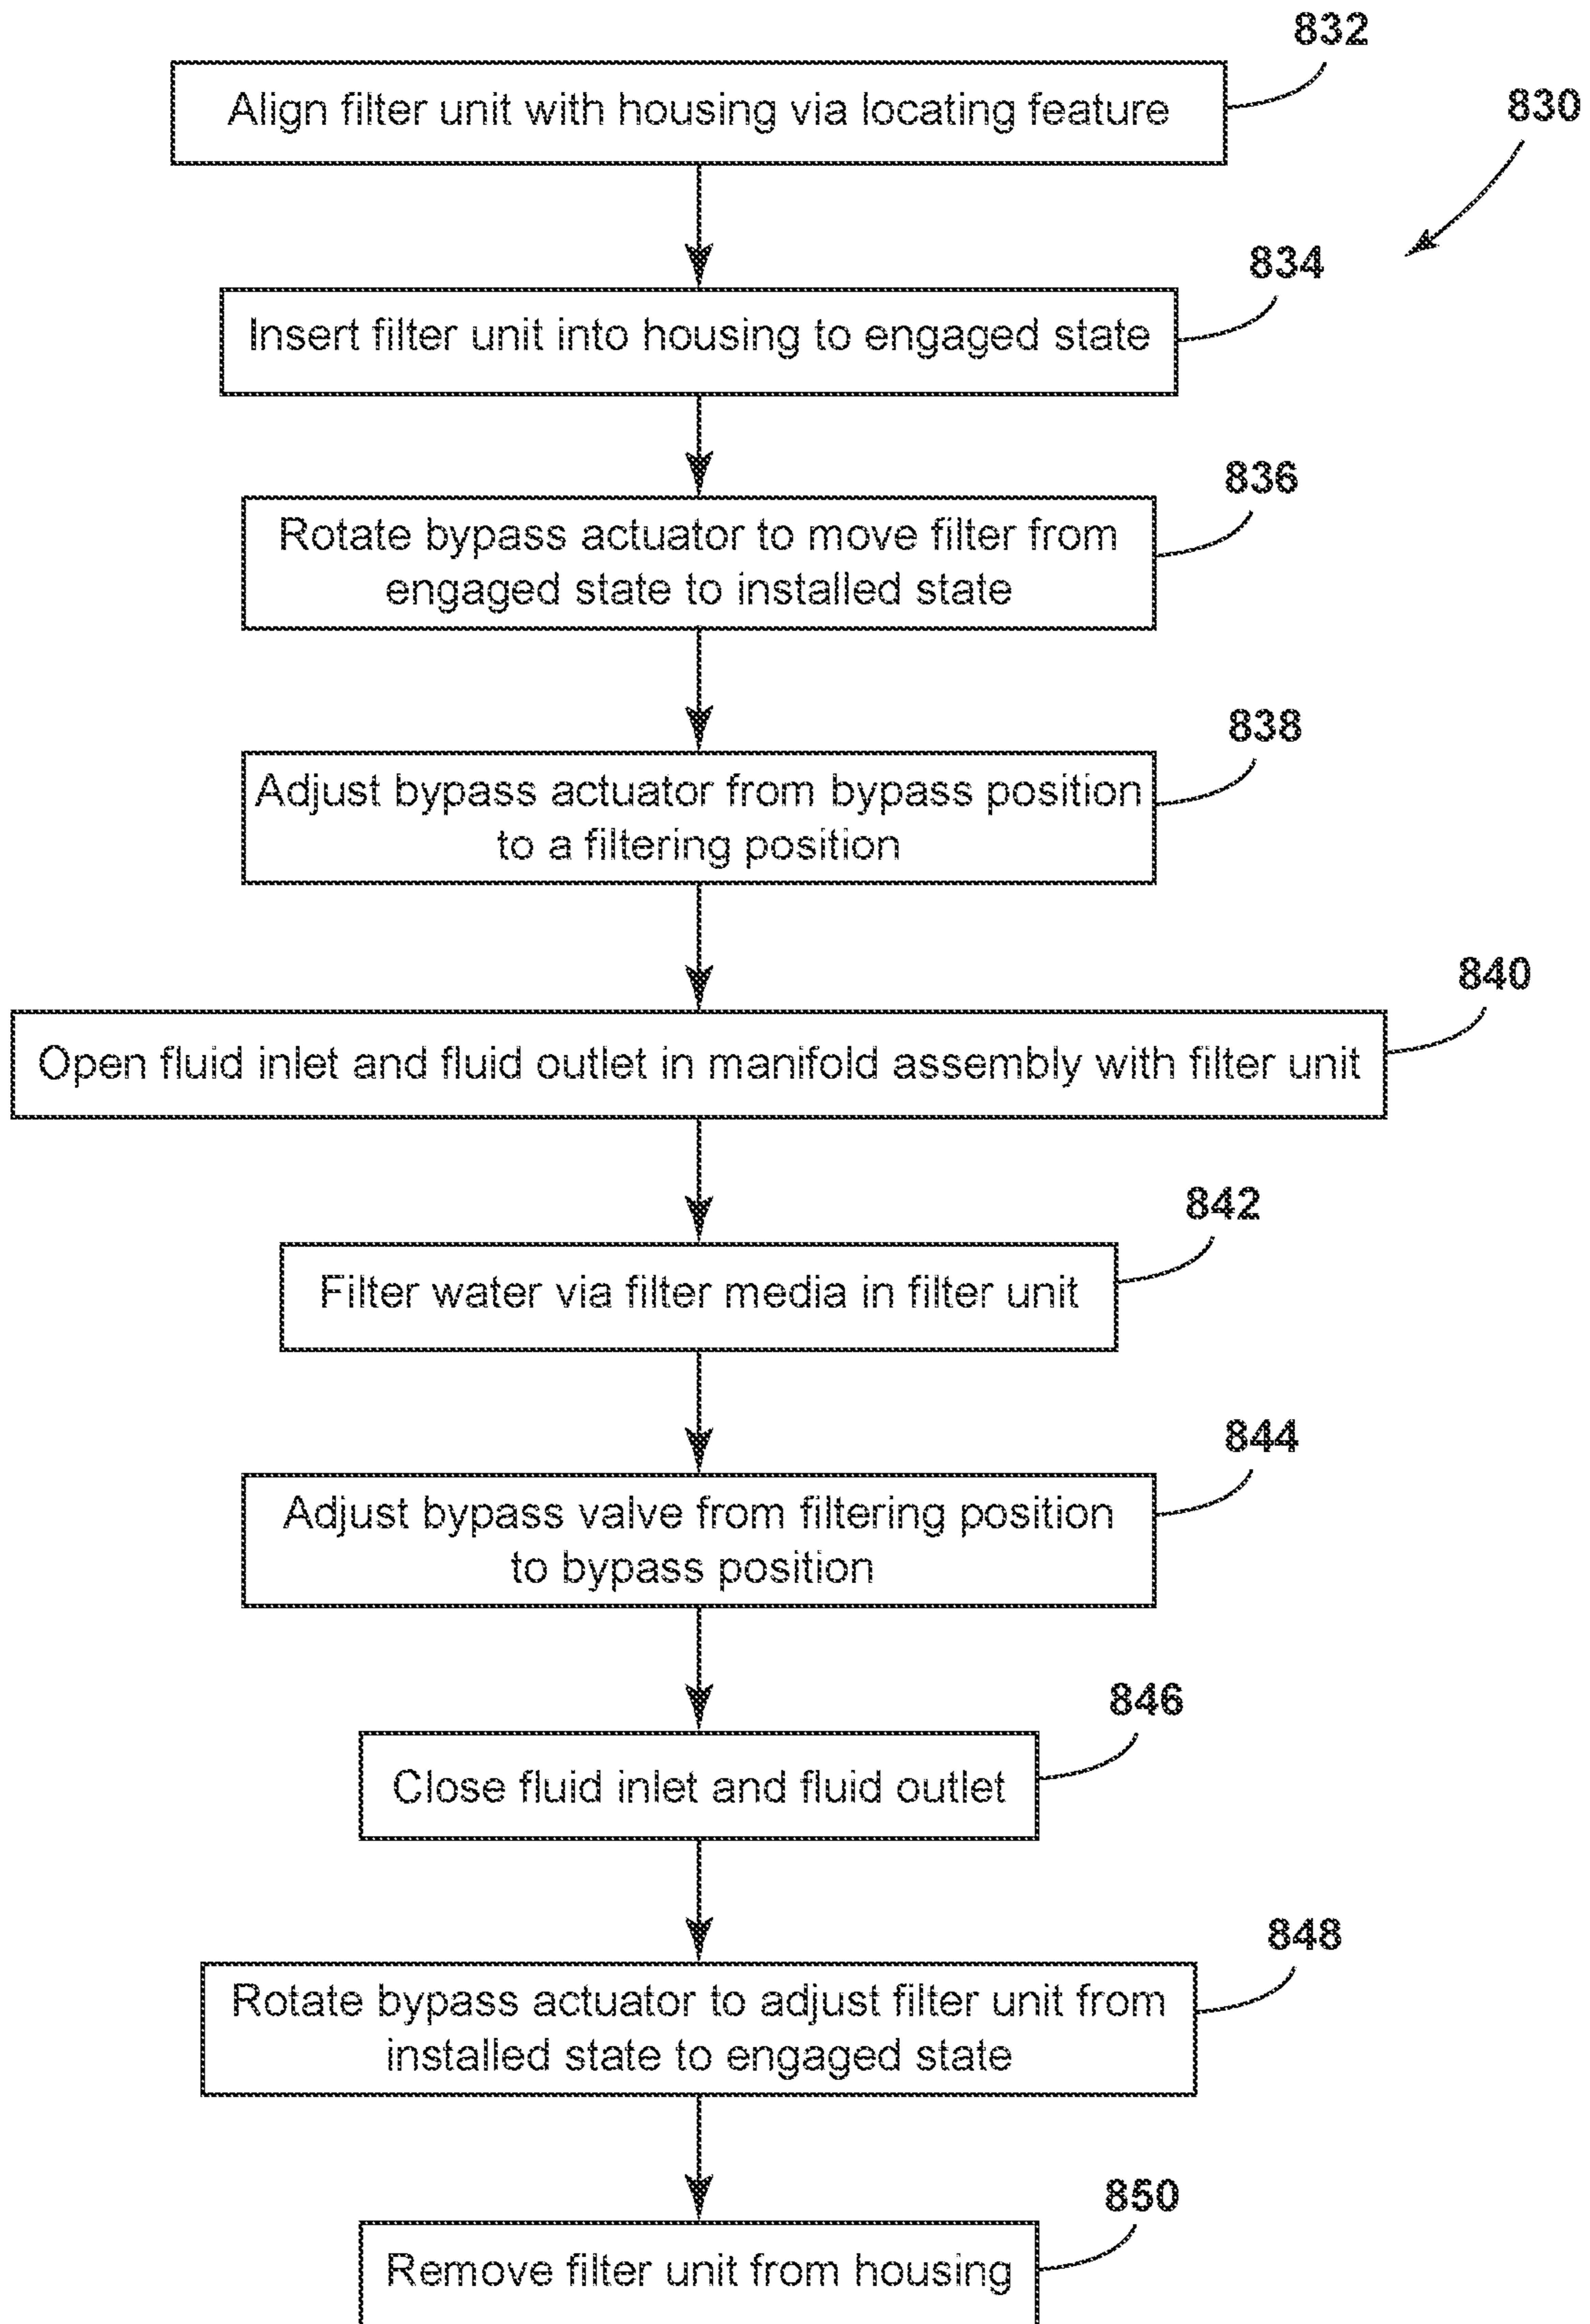 832
Align filter unit with housing via locating feature
830
834
Insert filter unit into housing to engaged state
836
Rotate bypass actuator to move filter from
engaged state to installed state
838
Adjust bypass actuator from bypass position
to a filtering position
840
Open fluid inlet and fluid outlet in manifold assembly with filter unit
842
Filter water via filter media in filter unit
844
Adjust bypass valve from filtering position
to bypass position
846
Close fluid inlet and fluid outlet
848
Rotate bypass actuator to adjust filter unit from
installed state to engaged state
850
Remove filter unit from housing